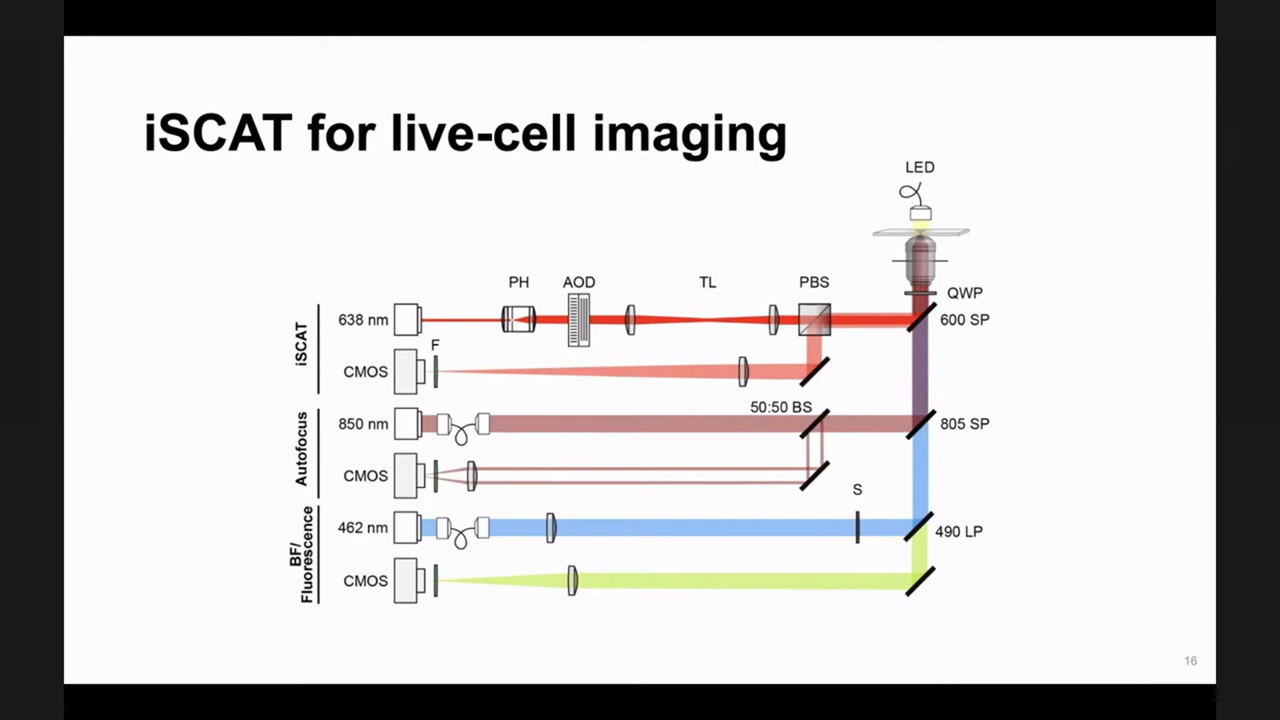 iSCAT for live-cell imaging
LED
PH
AOD
TL
PBS
QWP
iSCAT
638 nm
600 SP
F
CMOS
Autofocus
50:50 BS
850 nm
805 SP
CMOS
S
BF/
Fluorescence
462 nm
490 LP
CMOS
16